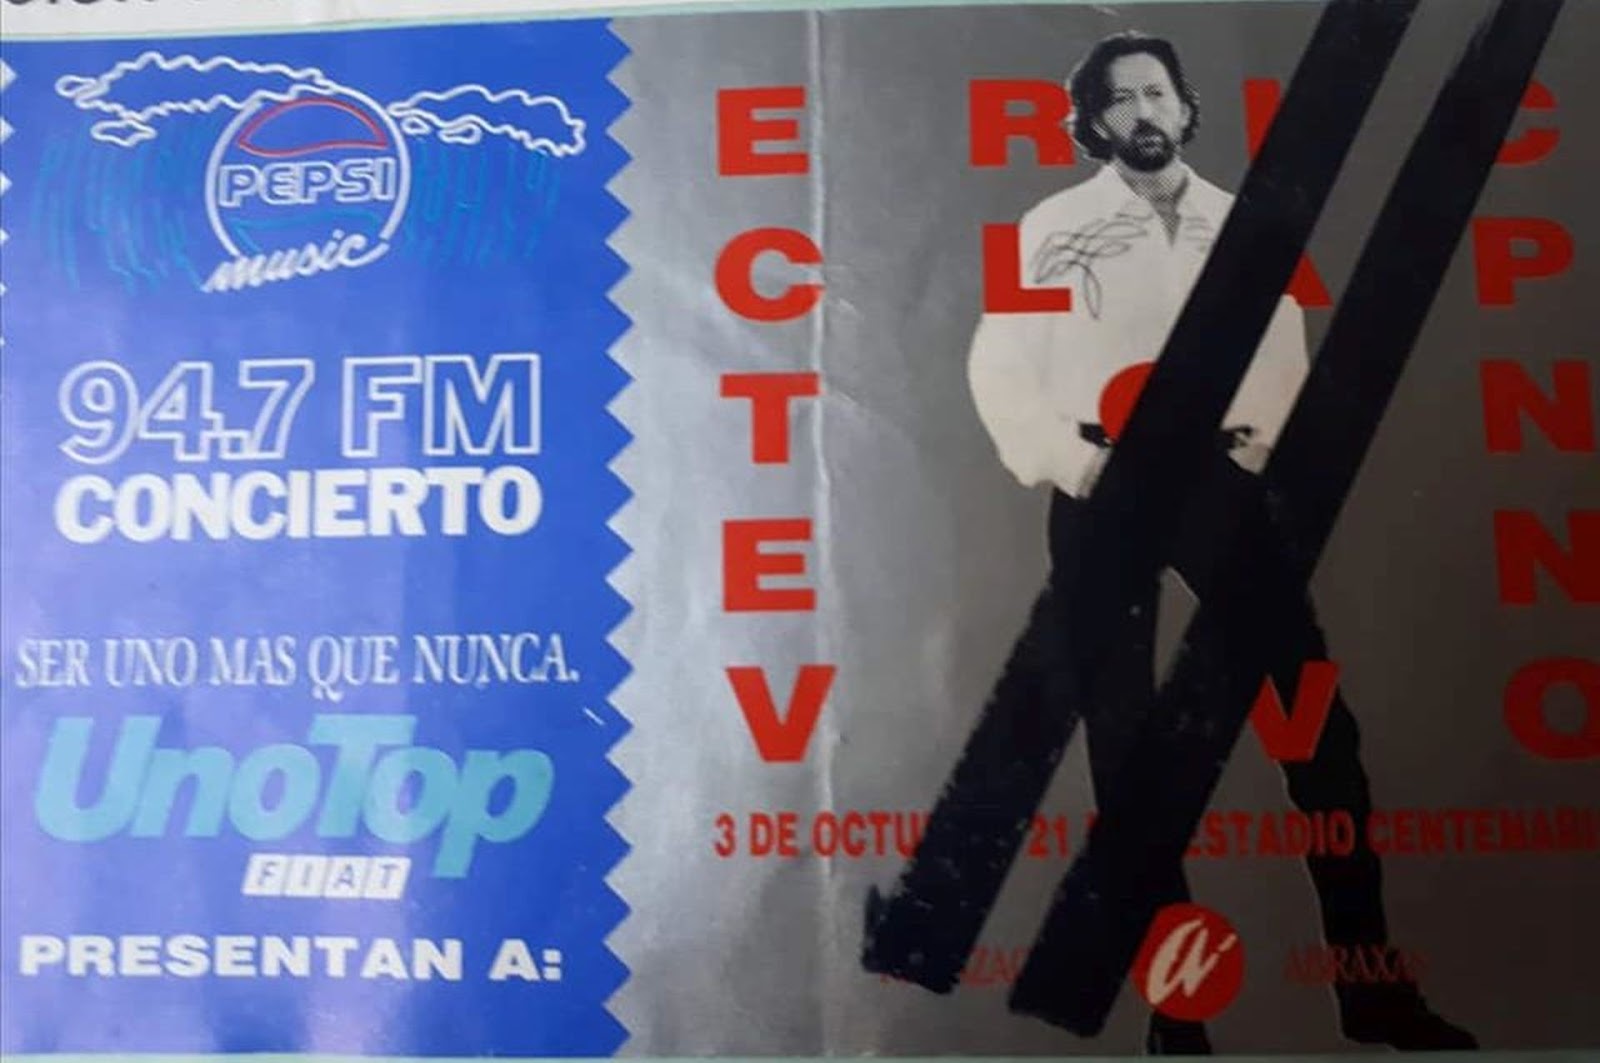 PEPSI
music
94.7 FM
CONCIERTO
SER UNO MAS QUE NUNCA.
UnoTop
FIAT
PRESENTAN A:
E R I C
C L A P
T O N
E N
V V O
3 DE OCTU 21 ESTADIO CENTENARI
a ABRAXAS